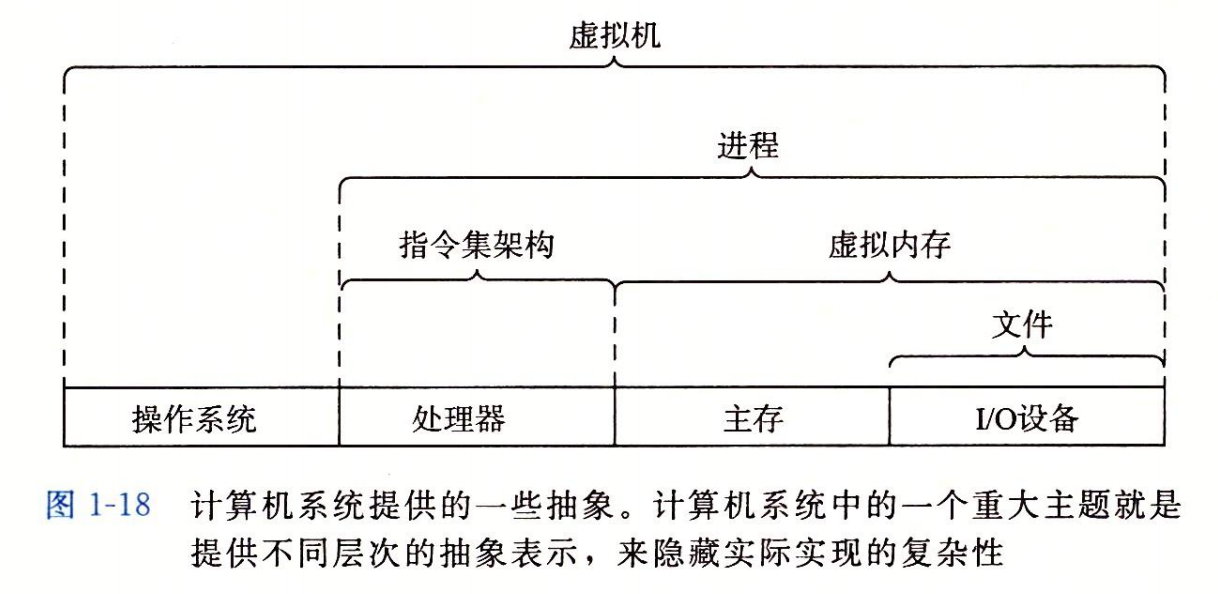 虚拟机
进程
指令集架构
虚拟内存
文件
操作系统
处理器
主存
I/O设备
图 1-18 计算机系统提供的一些抽象。计算机系统中的一个重大主题就是
提供不同层次的抽象表示，来隐藏实际实现的复杂性